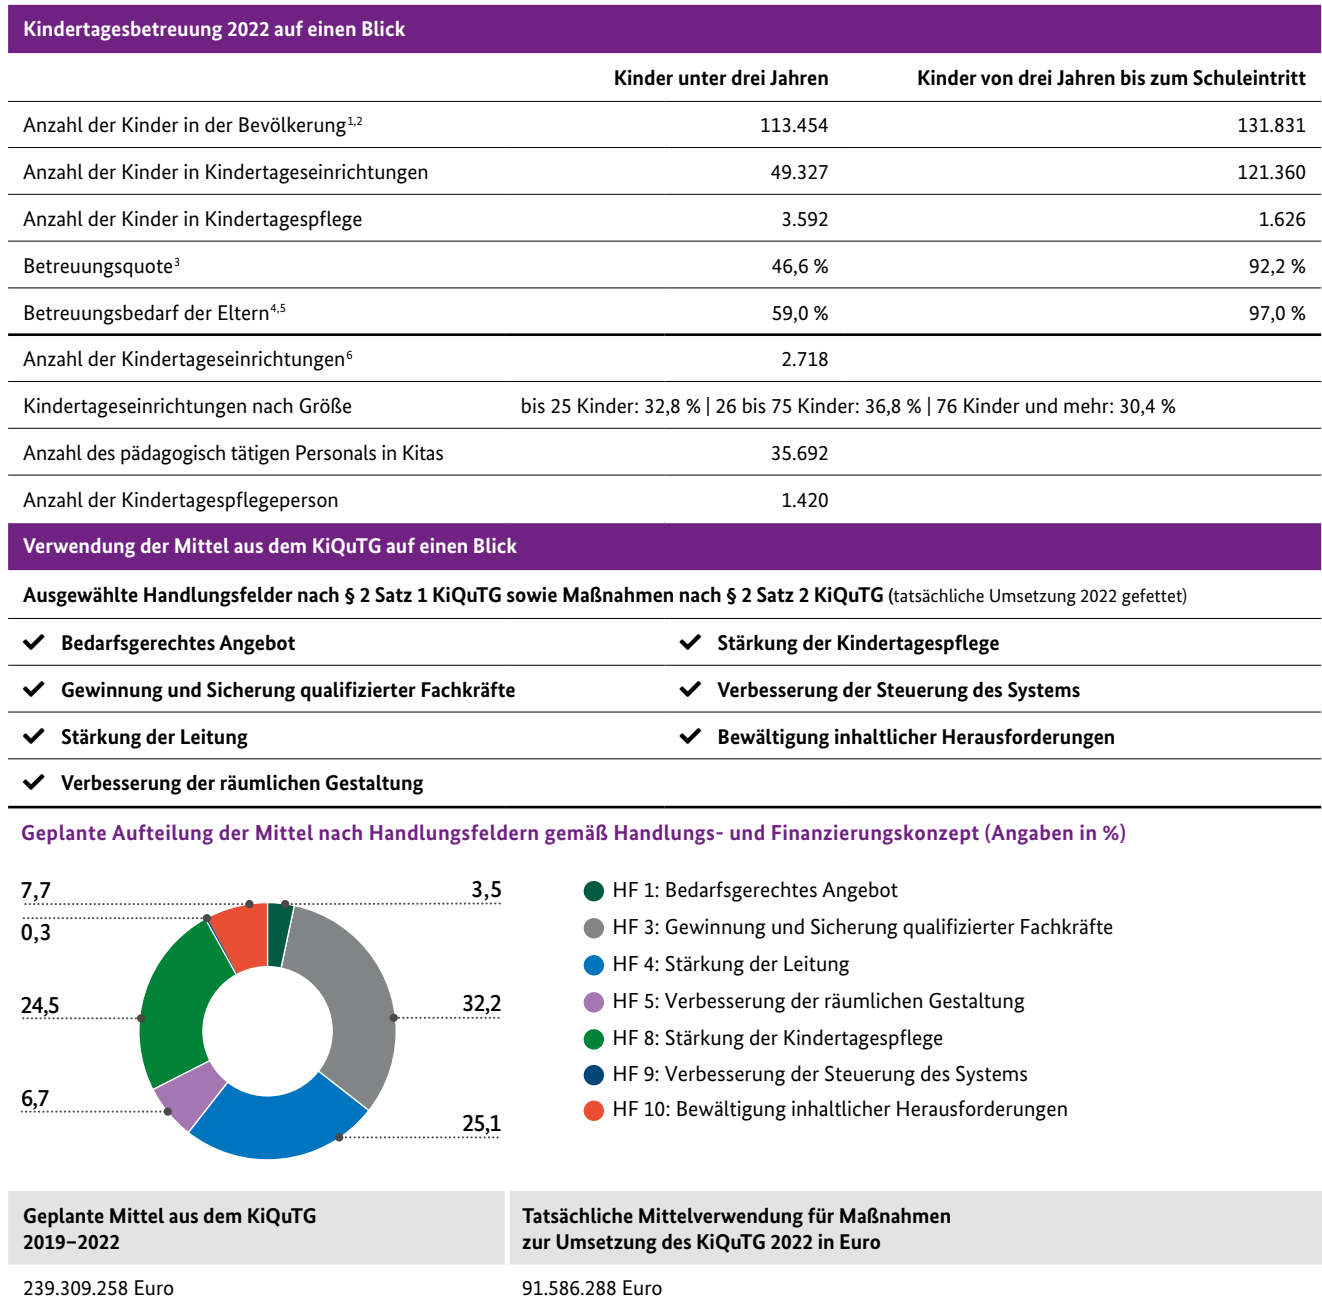 Kindertagesbetreuung 2022 auf einen Blick
Kinder unter drei Jahren Kinder von drei Jahren bis zum Schuleintritt
Anzahl der Kinder in der Bevölkerung1,2 113.454 131.831
Anzahl der Kinder in Kindertageseinrichtungen 49.327 121.360
Anzahl der Kinder in Kindertagespflege 3.592 1.626
Betreuungsquote3 46,6 % 92,2 %
Betreuungsbedarf der Eltern4,5 59,0 % 97,0 %
Anzahl der Kindertageseinrichtungen6 2.718
Kindertageseinrichtungen nach Größe bis 25 Kinder: 32,8 % | 26 bis 75 Kinder: 36,8 % | 76 Kinder und mehr: 30,4 %
Anzahl des pädagogisch tätigen Personals in Kitas 35.692
Anzahl der Kindertagespflegeperson 1.420
Verwendung der Mittel aus dem KiQuTG auf einen Blick
Ausgewählte Handlungsfelder nach § 2 Satz 1 KiQuTG sowie Maßnahmen nach § 2 Satz 2 KiQuTG (tatsächliche Umsetzung 2022 gefettet)
✔ Bedarfsgerechtes Angebot ✔ Stärkung der Kindertagespflege
✔ Gewinnung und Sicherung qualifizierter Fachkräfte ✔ Verbesserung der Steuerung des Systems
✔ Stärkung der Leitung ✔ Bewältigung inhaltlicher Herausforderungen
✔ Verbesserung der räumlichen Gestaltung
Geplante Aufteilung der Mittel nach Handlungsfeldern gemäß Handlungs- und Finanzierungskonzept (Angaben in %)
7,7
0,3
24,5
6,7
3,5
32,2
25,1
HF 1: Bedarfsgerechtes Angebot
HF 3: Gewinnung und Sicherung qualifizierter Fachkräfte
HF 4: Stärkung der Leitung
HF 5: Verbesserung der räumlichen Gestaltung
HF 8: Stärkung der Kindertagespflege
HF 9: Verbesserung der Steuerung des Systems
HF 10: Bewältigung inhaltlicher Herausforderungen
Geplante Mittel aus dem KiQuTG
2019–2022
Tatsächliche Mittelverwendung für Maßnahmen
zur Umsetzung des KiQuTG 2022 in Euro
239.309.258 Euro
91.586.288 Euro